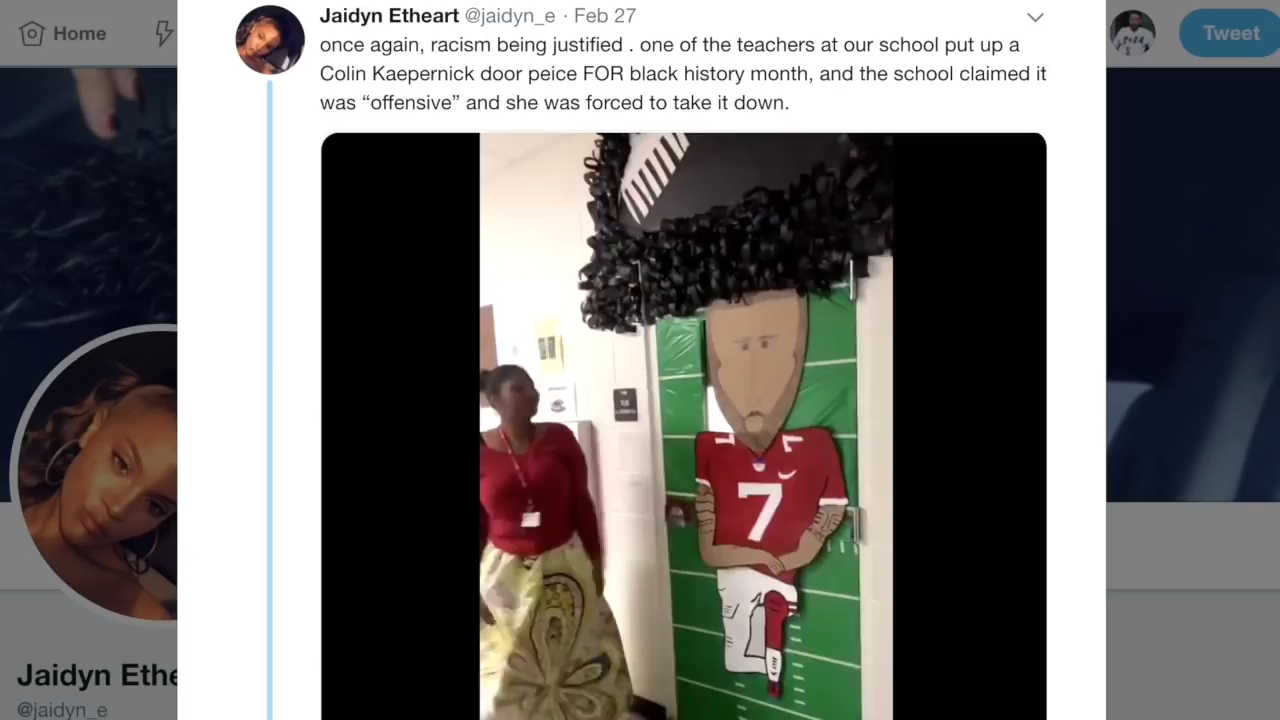 Home
Tweet
Jaidyn Etheart @jaidyn_e · Feb 27
once again, racism being justified . one of the teachers at our school put up a
Colin Kaepernick door peice FOR black history month, and the school claimed it
was “offensive” and she was forced to take it down.
7
7
7
Jaidyn Ethe
@jaidyn_e